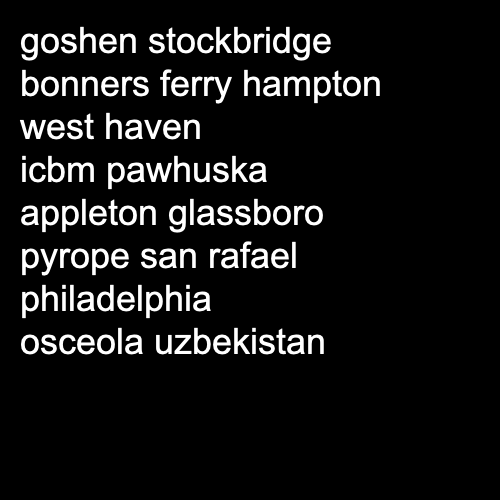 goshen stockbridge
bonners ferry hampton
west haven
icbm pawhuska
appleton glassboro
pyrope san rafael
philadelphia
osceola uzbekistan